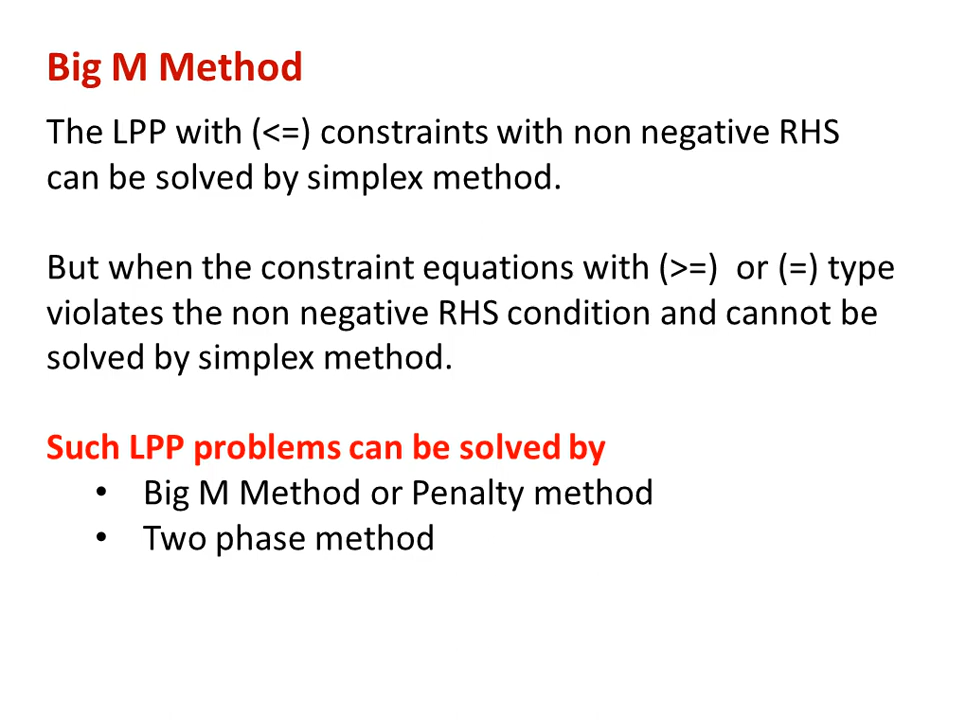 Big M Method
The LPP with (<=) constraints with non negative RHS
can be solved by simplex method.
But when the constraint equations with (>=) or (=) type
violates the non negative RHS condition and cannot be
solved by simplex method.
Such LPP problems can be solved by
• Big M Method or Penalty method
• Two phase method